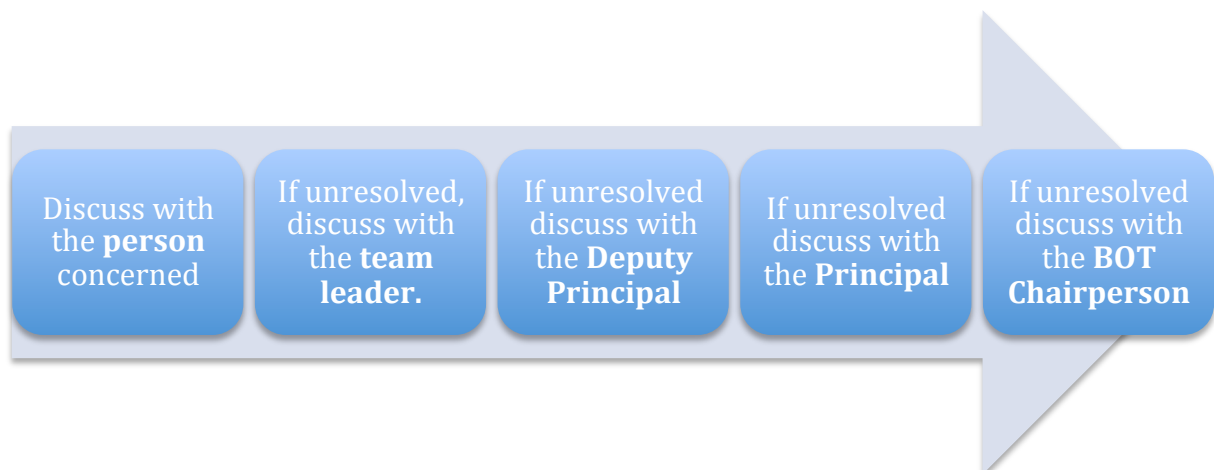 Discuss with
the person
concerned
If unresolved,
discuss with
the team
leader.
If unresolved
discuss with
the Deputy
Principal
If unresolved
discuss with
the Principal
If unresolved
discuss with
the BOT
Chairperson